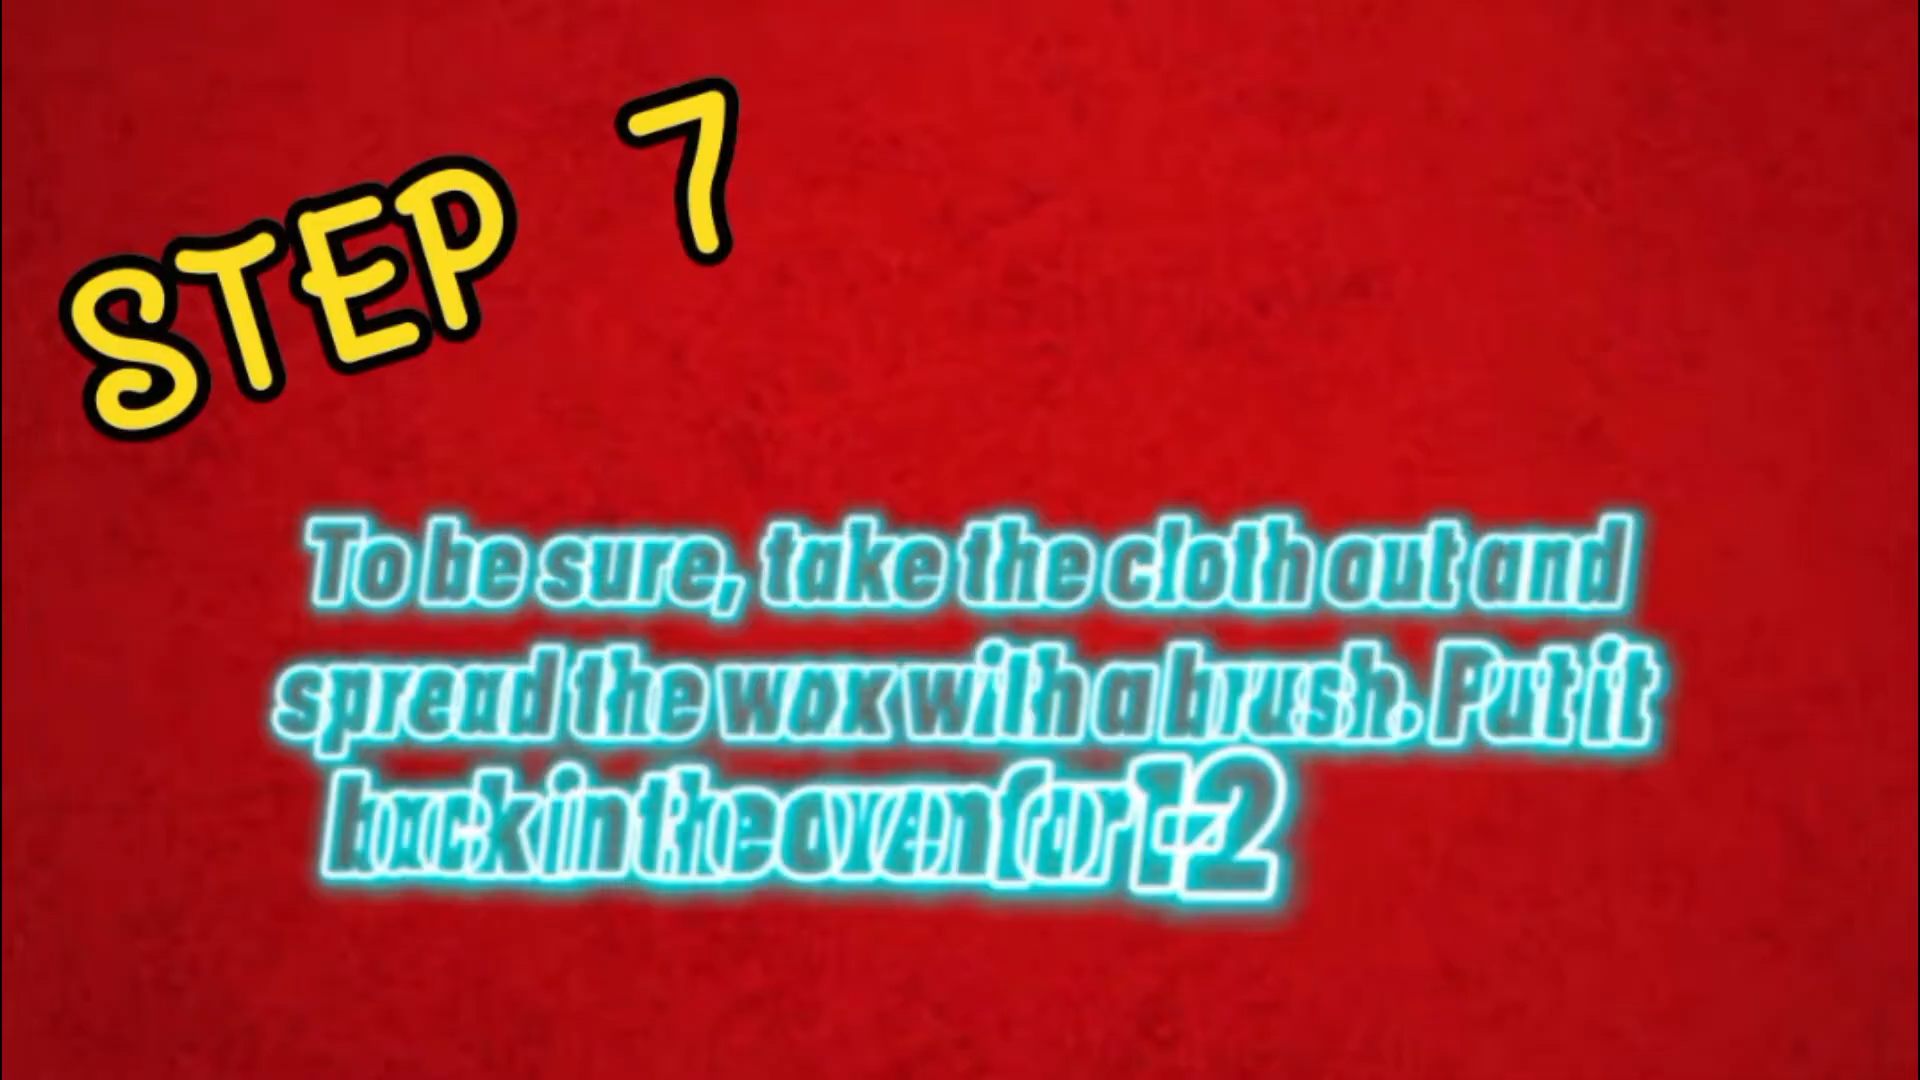 STEP 7
To be sure, take the cloth out and
spread the wax with a brush. Put it
back in the oven for 1-2